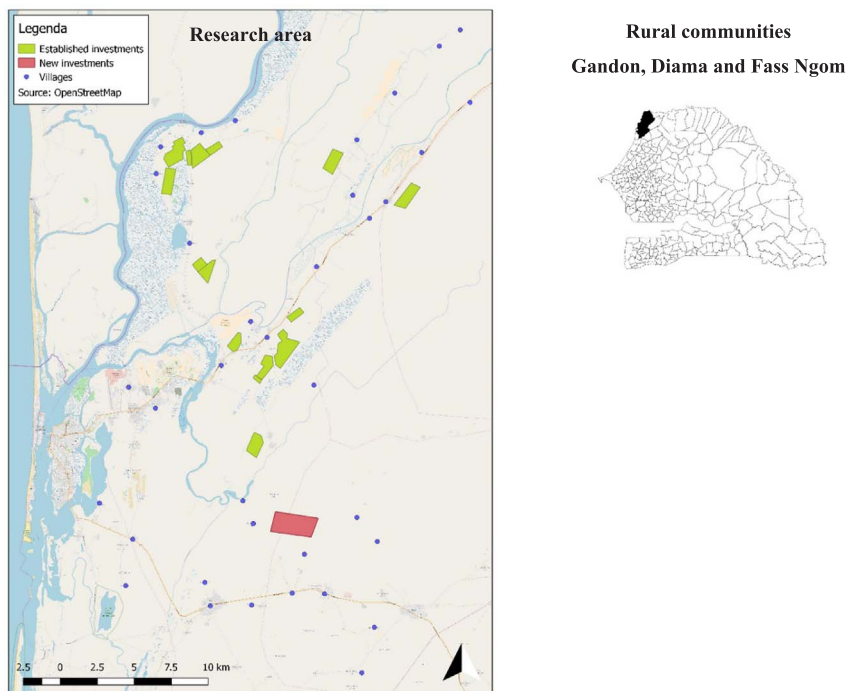 Legenda
Established investments
New investments
Villages
Source: OpenStreetMap
Research area
Rural communities
Gandon, Diama and Fass Ngom
2.5 0 2.5 5 7.5 10 km